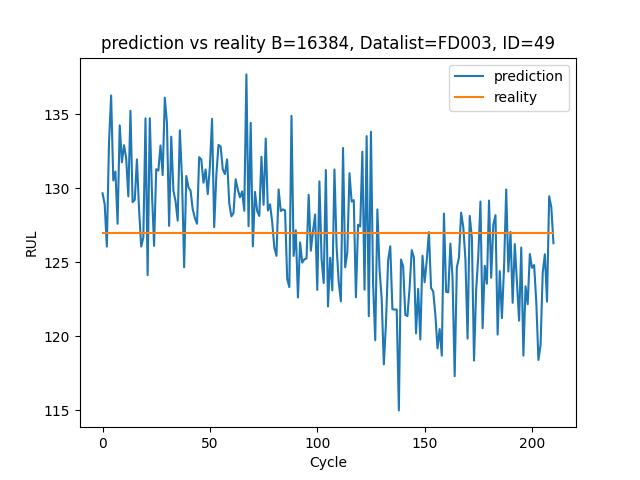 prediction vs reality B=16384, Datalist=FD003, ID=49
prediction
reality
135
130
125
120
115
RUL
0 50 100 150 200
Cycle